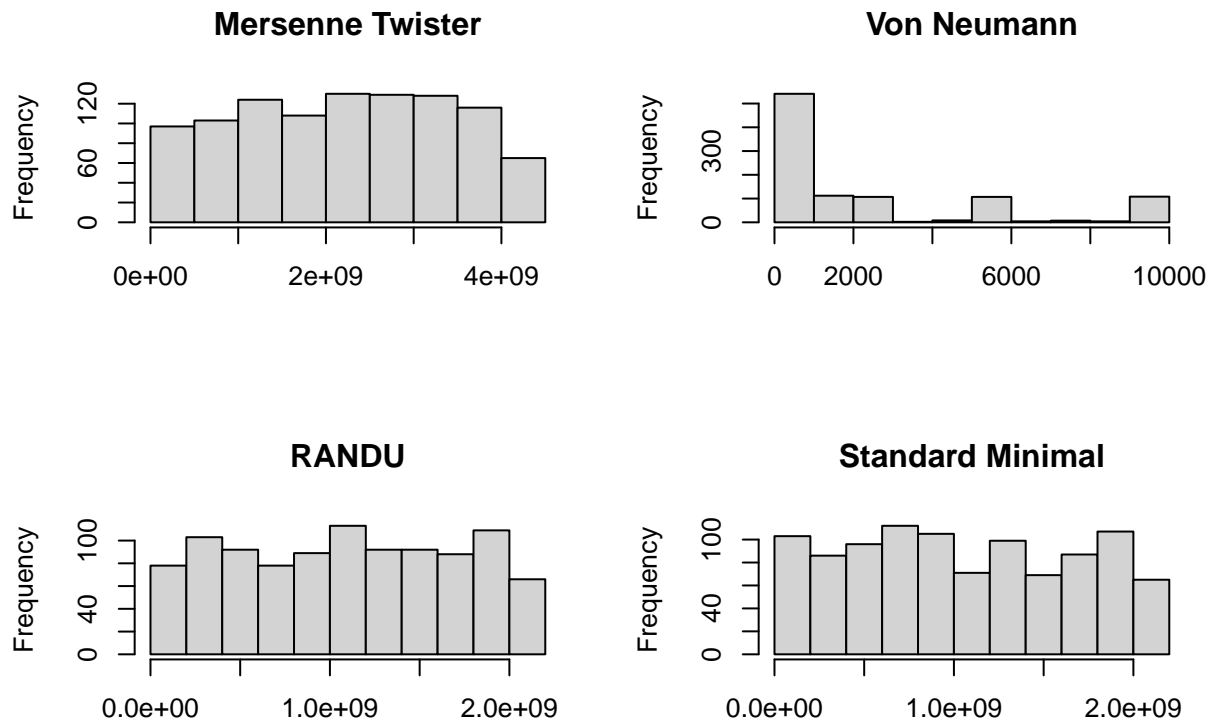 Mersenne Twister
Frequency
0 60 120
0e+00 2e+09 4e+09
Von Neumann
Frequency
0 300
0 2000 6000 10000
RANDU
Frequency
0 40 100
0.0e+00 1.0e+09 2.0e+09
Standard Minimal
Frequency
0 40 100
0.0e+00 1.0e+09 2.0e+09